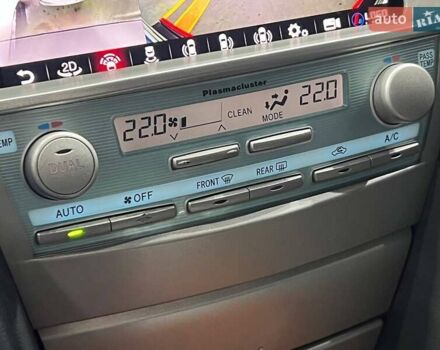 auto
RIA
2D
Plasmacluster
22.0
CLEAN
MODE
22.0
PASS
TEMP
TEMP
DUAL
AUTO
OFF
FRONT
REAR
A/C